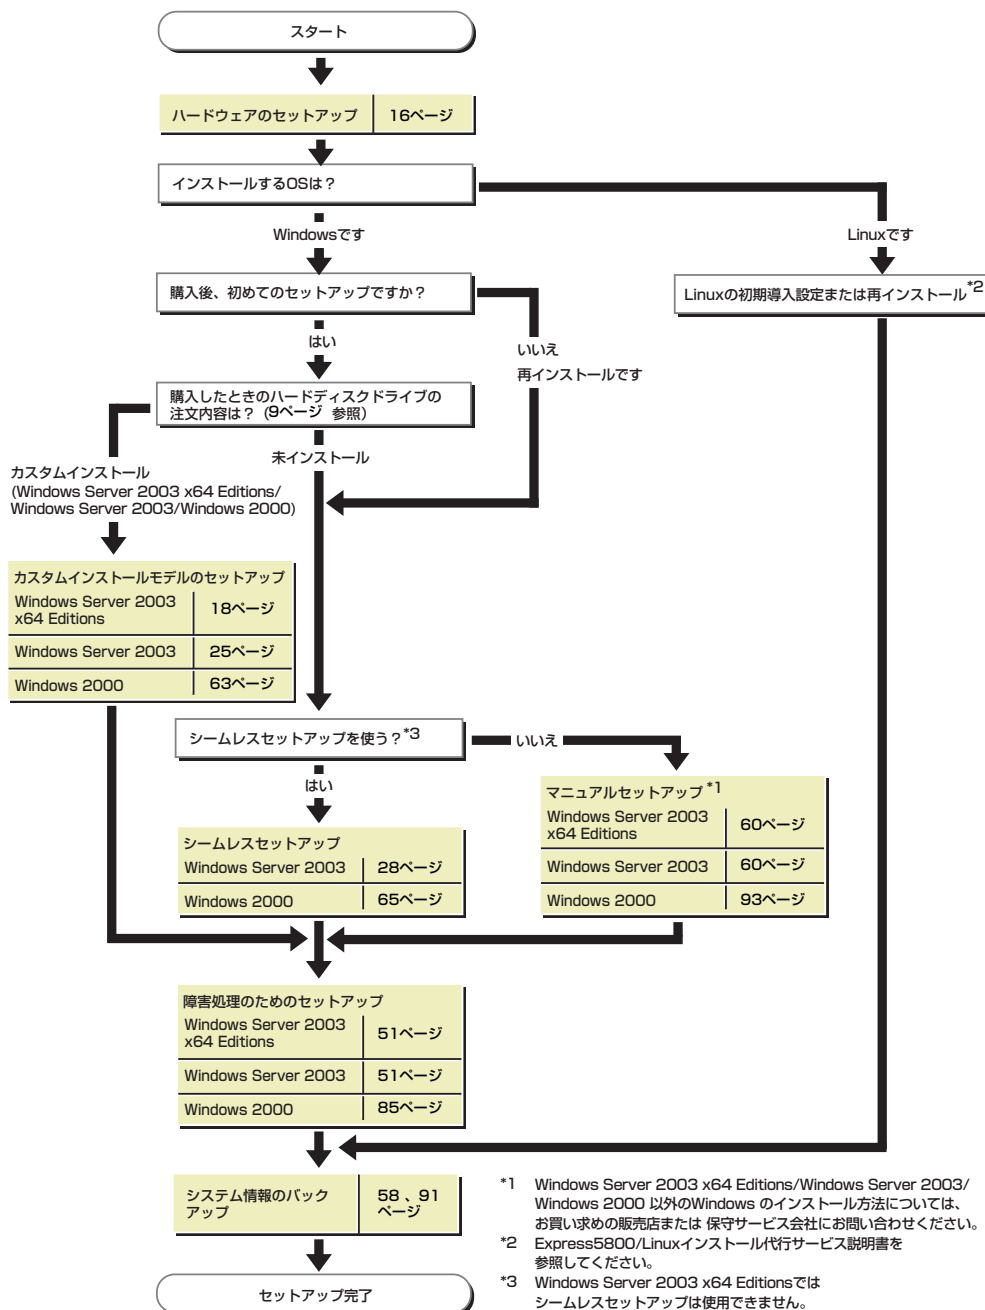 スタート
ハードウェアのセットアップ 16ページ
インストールするOSは？
Windowsです
Linuxです
購入後、初めてのセットアップですか？
Linuxの初期導入設定または再インストール*2
はい
いいえ
再インストールです
購入したときのハードディスクドライブの
注文内容は？ (9ページ 参照)
未インストール
カスタムインストール
(Windows Server 2003 x64 Editions/
Windows Server 2003/Windows 2000)
カスタムインストールモデルのセットアップ
Windows Server 2003
x64 Editions 18ページ
Windows Server 2003 25ページ
Windows 2000 63ページ
シームレスセットアップを使う？*3
いいえ
はい
マニュアルセットアップ *1
Windows Server 2003
x64 Editions 60ページ
Windows Server 2003 60ページ
Windows 2000 93ページ
シームレスセットアップ
Windows Server 2003 28ページ
Windows 2000 65ページ
障害処理のためのセットアップ
Windows Server 2003
x64 Editions 51ページ
Windows Server 2003 51ページ
Windows 2000 85ページ
システム情報のバック
アップ
58 、91
ページ
セットアップ完了
*1 Windows Server 2003 x64 Editions/Windows Server 2003/
Windows 2000 以外のWindows のインストール方法については、
お買い求めの販売店または 保守サービス会社にお問い合わせください。
*2 Express5800/Linuxインストール代行サービス説明書を
参照してください。
*3 Windows Server 2003 x64 Editionsでは
シームレスセットアップは使用できません。